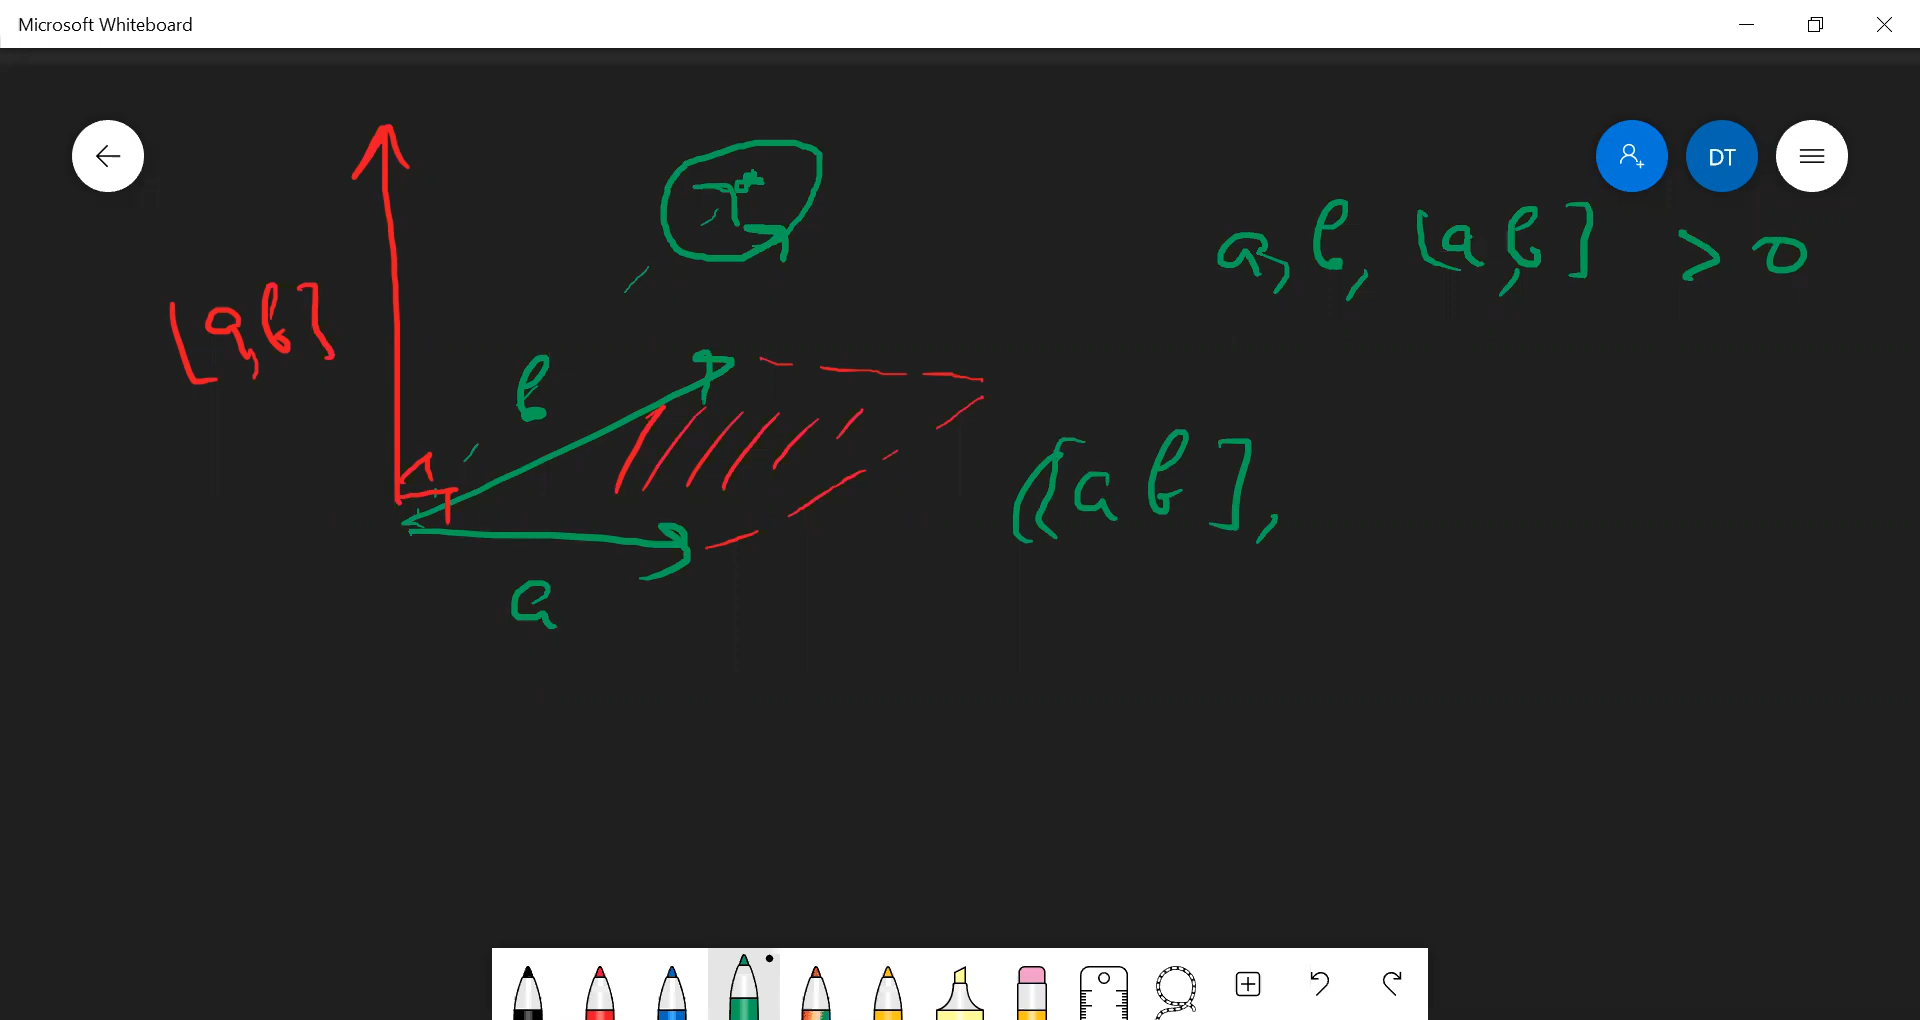 Microsoft Whiteboard
DT
a, b, [a, b] > 0
[a, b]
b
([a b],
a